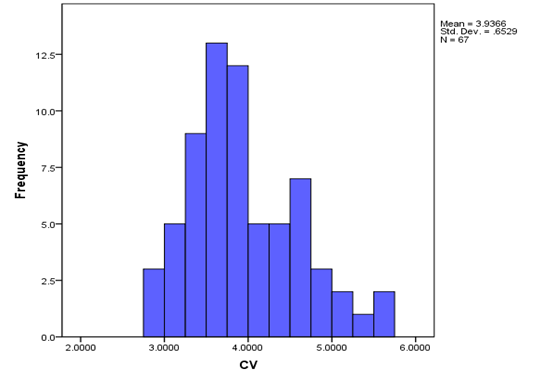 Mean = 3.9366
Std. Dev. = .6529
N = 67
12.5
10.0
7.5
5.0
2.5
0.0
Frequency
2.0000 3.0000 4.0000 5.0000 6.0000
CV